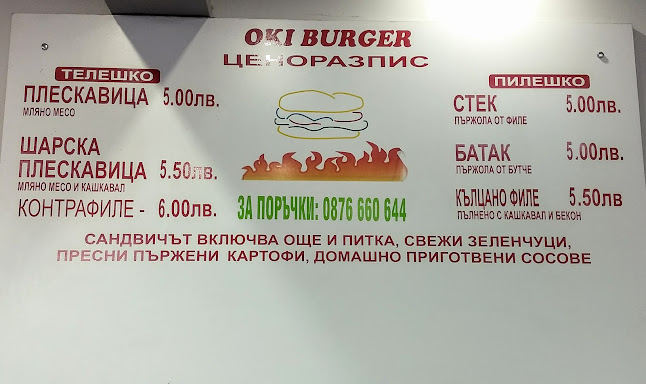 OKI BURGER
ЦЕНОРАЗПИС
ТЕЛЕШКО
ПЛЕСКАВИЦА 5.00лв.
МЛЯНО МЕСО
ШАРСКА
ПЛЕСКАВИЦА 5.50лв.
МЛЯНО МЕСО И КАШКАВАЛ
КОНТРАФИЛЕ - 6.00лв.
ПИЛЕШКО
СТЕК 5.00лв.
ПЪРЖОЛА ОТ ФИЛЕ
БАТАК 5.00лв.
ПЪРЖОЛА ОТ БУТЧЕ
КЪЛЦАНО ФИЛЕ 5.50лв
ПЪЛНЕНО С КАШКАВАЛ И БЕКОН
ЗА ПОРЪЧКИ: 0876 660 644
САНДВИЧЪТ ВКЛЮЧВА ОЩЕ И ПИТКА, СВЕЖИ ЗЕЛЕНЧУЦИ,
ПРЕСНИ ПЪРЖЕНИ КАРТОФИ, ДОМАШНО ПРИГОТВЕНИ СОСОВЕ